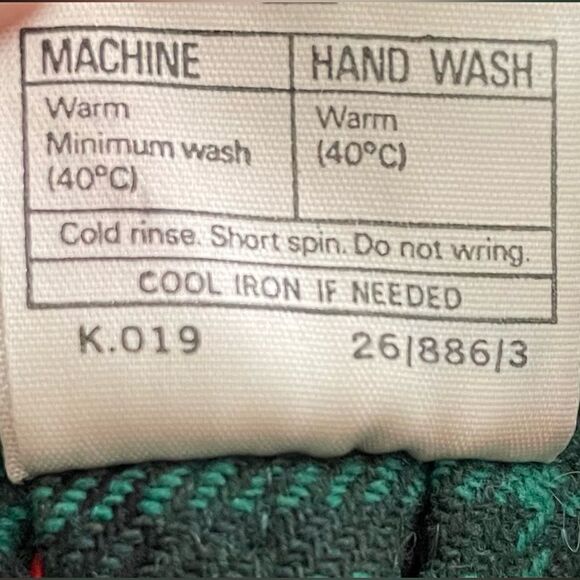 MACHINE HAND WASH
Warm Warm
Minimum wash (40°C)
(40°C)
Cold rinse. Short spin. Do not wring.
COOL IRON IF NEEDED
K.019 26/886/3